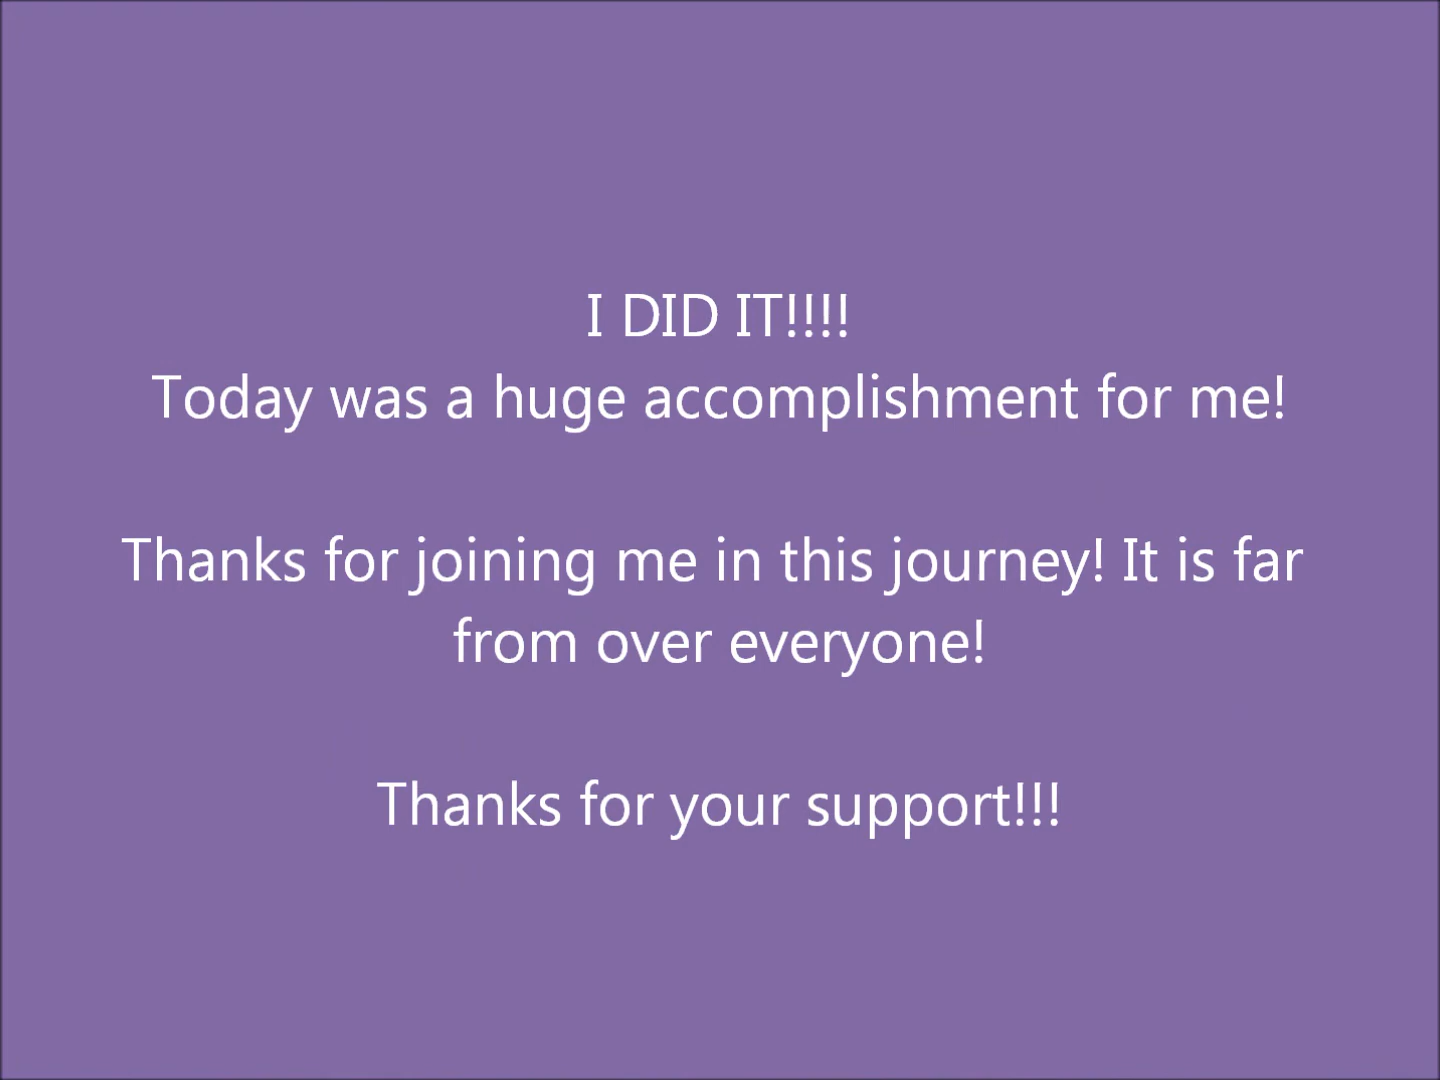 I DID IT!!!!
Today was a huge accomplishment for me!
Thanks for joining me in this journey! It is far
from over everyone!
Thanks for your support!!!